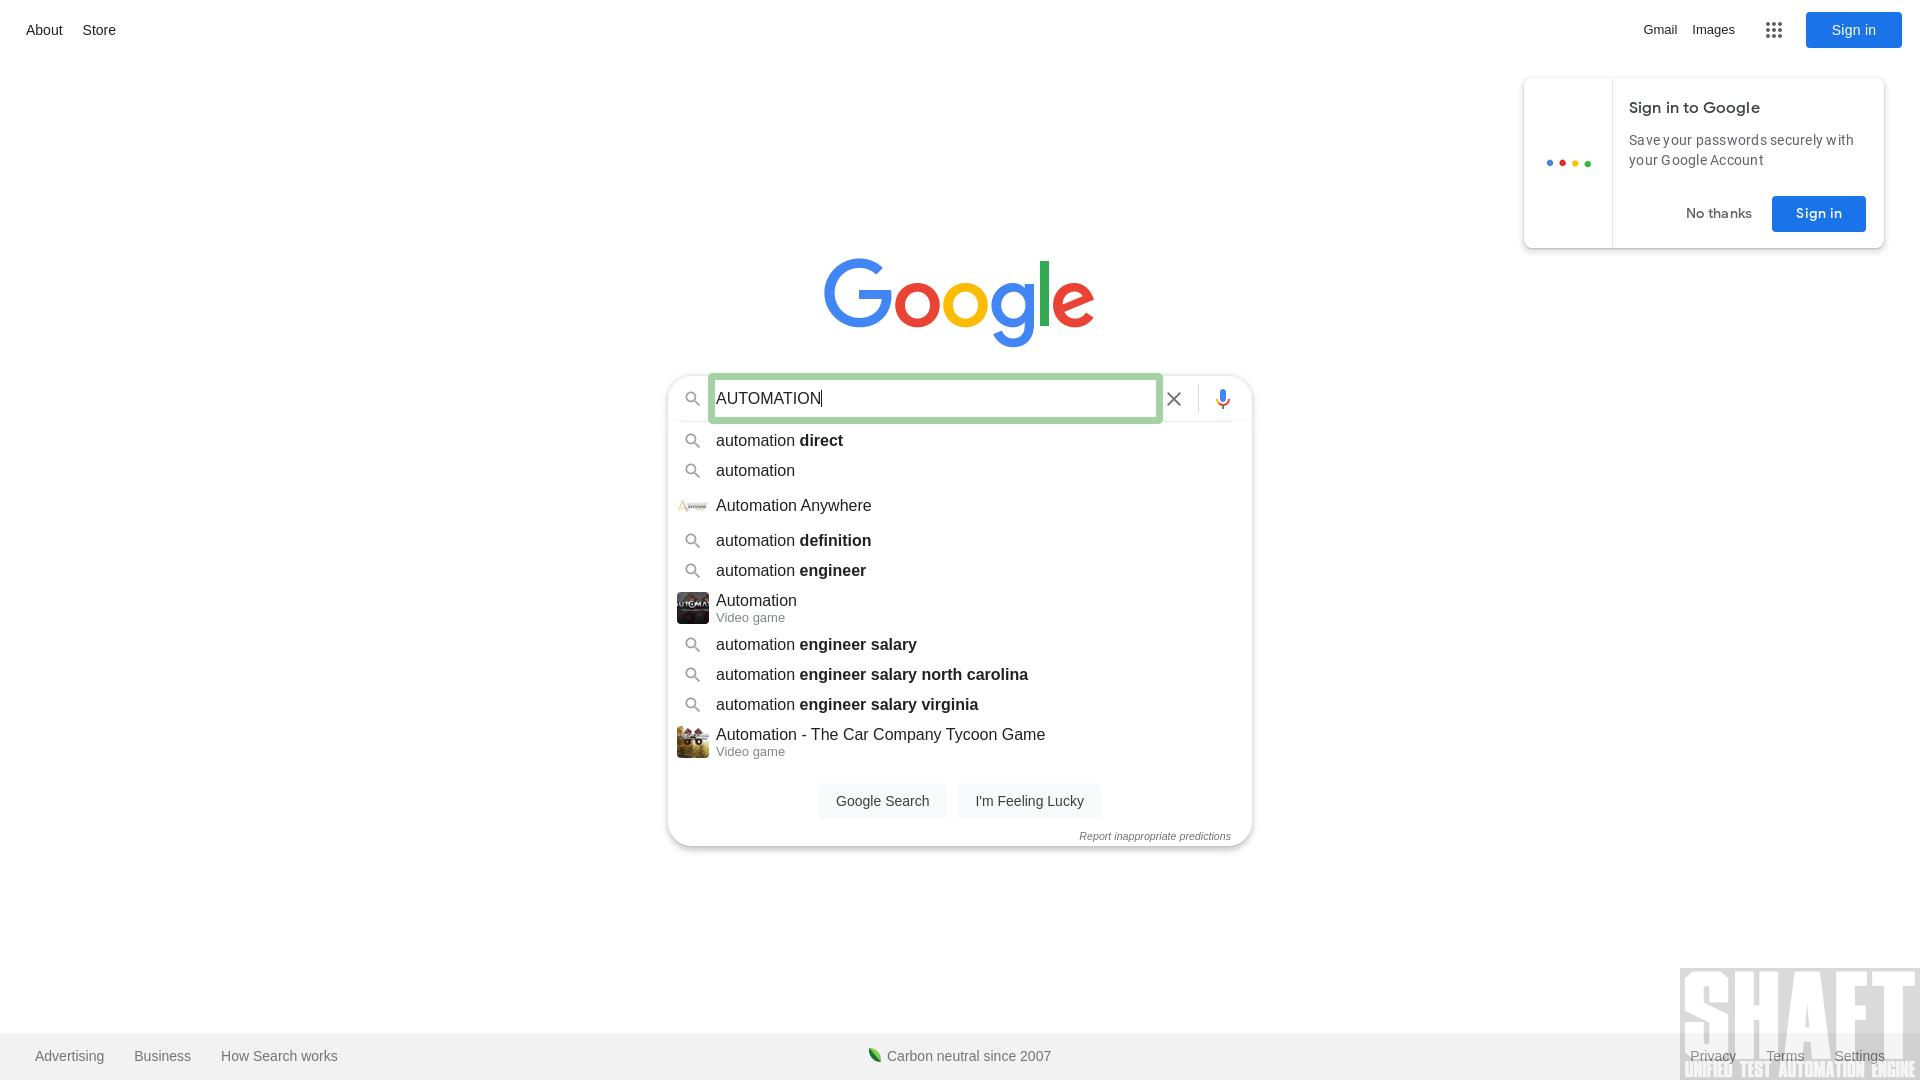 About Store
Gmail Images Sign in
Sign in to Google
Save your passwords securely with
your Google Account
No thanks Sign in
Google
AUTOMATION
automation direct
automation
Automation Anywhere
automation definition
automation engineer
Automation
Video game
automation engineer salary
automation engineer salary north carolina
automation engineer salary virginia
Automation - The Car Company Tycoon Game
Video game
Google Search I'm Feeling Lucky
Report inappropriate predictions
SHAFT
Advertising Business How Search works Carbon neutral since 2007 Privacy Terms Settings
UNIFIED TEST AUTOMATION ENGINE